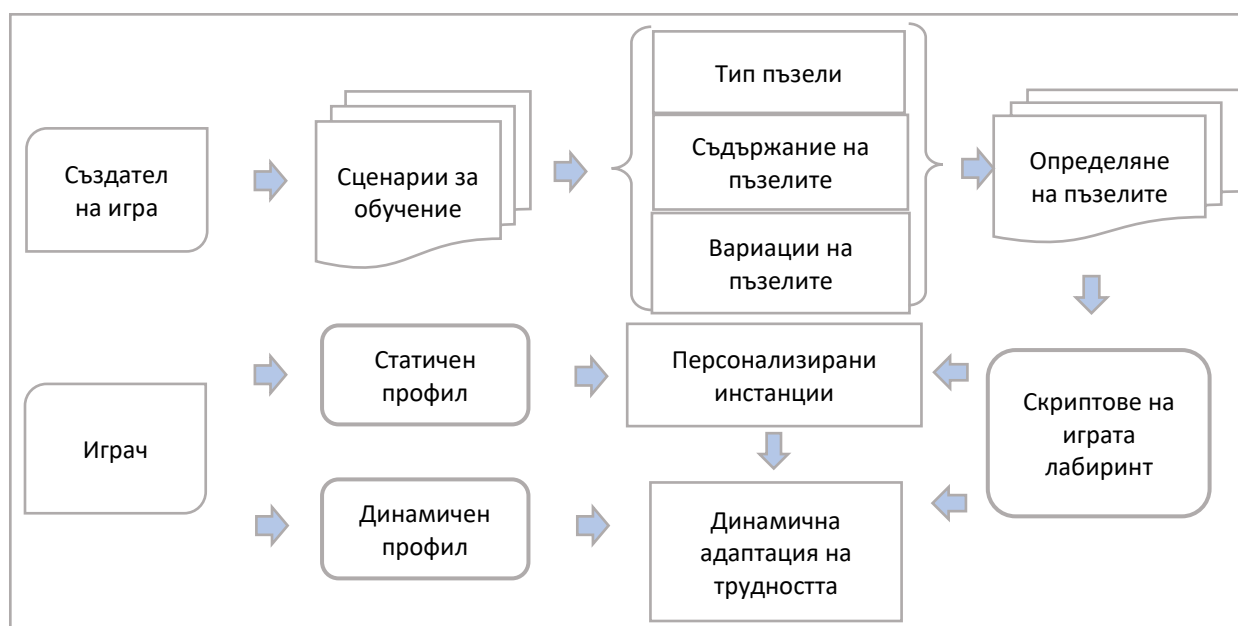 Тип пъзели
Създател
на игра
Сценарии за
обучение
Съдържание на
пъзелите
Определяне
на пъзелите
Вариации на
пъзелите
Играч
Статичен
профил
Персонализирани
инстанции
Скриптове на
играта
лабиринт
Динамичен
профил
Динамична
адаптация на
трудността